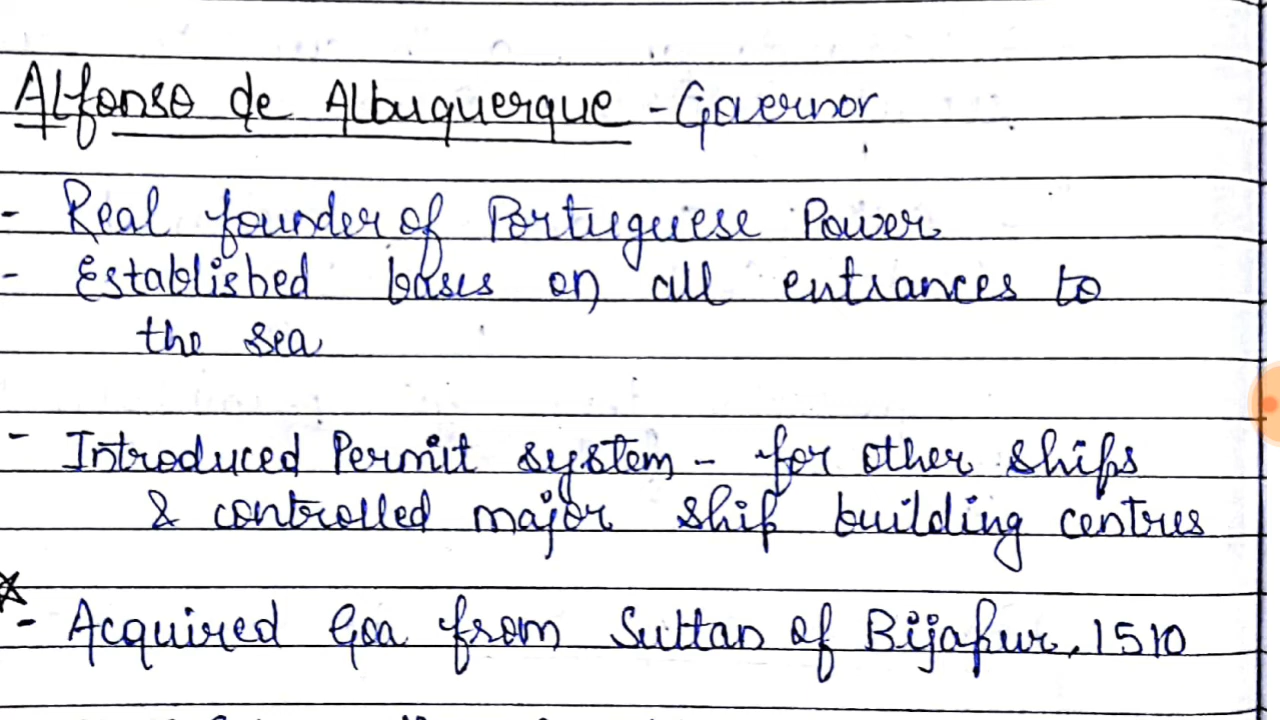 Alfonso de Albuquerque - Governor
- Real founder of Portuguese Power.
- Established bases on all entrances to
the sea
- Introduced Permit system - for other ships
& controlled major ship building centres
- Acquired Goa from Sultan of Bijapur, 1510